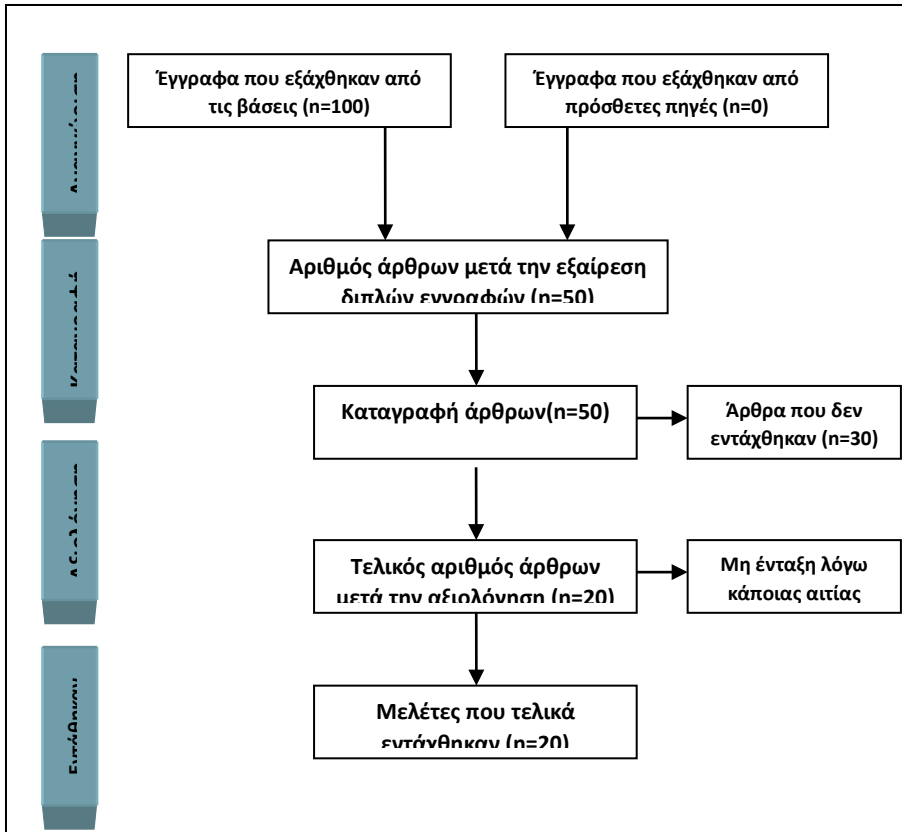 Έγγραφα που εξάχθηκαν από
τις βάσεις (n=100)
Έγγραφα που εξάχθηκαν από
πρόσθετες πηγές (n=0)
Αριθμός άρθρων μετά την εξαίρεση
διπλών εγγραφών (n=50)
Καταγραφή άρθρων(n=50)
Άρθρα που δεν
εντάχθηκαν (n=30)
Τελικός αριθμός άρθρων
μετά την αξιολόγηση (n=20)
Μη ένταξη λόγω
κάποιας αιτίας
Μελέτες που τελικά
εντάχθηκαν (n=20)